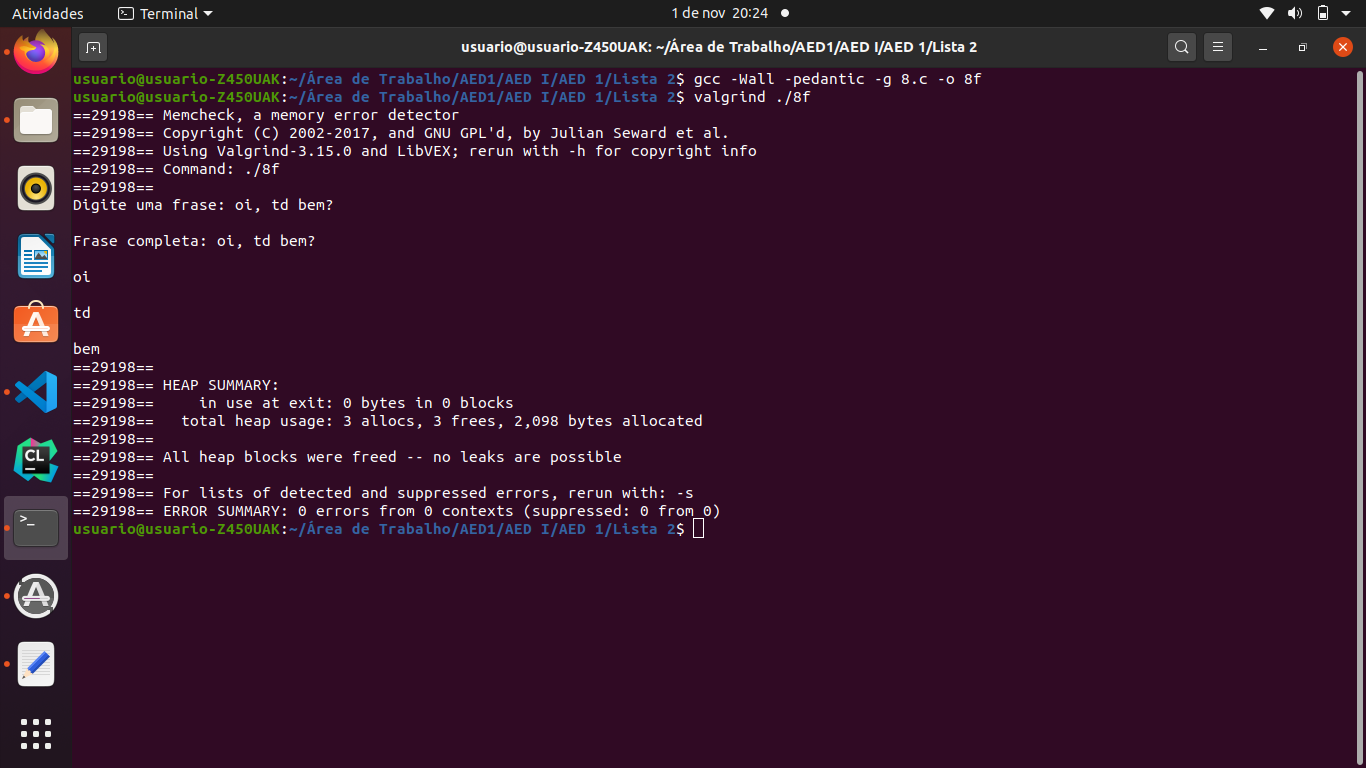 Atividades
Terminal
1 de nov 20:24
usuario@usuario-Z450UAK: ~/Área de Trabalho/AED1/AED I/AED 1/Lista 2
usuario@usuario-Z450UAK:~/Área de Trabalho/AED1/AED I/AED 1/Lista 2$ gcc -Wall -pedantic -g 8.c -o 8f
usuario@usuario-Z450UAK:~/Área de Trabalho/AED1/AED I/AED 1/Lista 2$ valgrind ./8f
==29198== Memcheck, a memory error detector
==29198== Copyright (C) 2002-2017, and GNU GPL'd, by Julian Seward et al.
==29198== Using Valgrind-3.15.0 and LibVEX; rerun with -h for copyright info
==29198== Command: ./8f
==29198==
Digite uma frase: oi, td bem?
Frase completa: oi, td bem?
oi
td
bem
==29198==
==29198== HEAP SUMMARY:
==29198==     in use at exit: 0 bytes in 0 blocks
==29198==   total heap usage: 3 allocs, 3 frees, 2,098 bytes allocated
==29198==
==29198== All heap blocks were freed -- no leaks are possible
==29198==
==29198== For lists of detected and suppressed errors, rerun with: -s
==29198== ERROR SUMMARY: 0 errors from 0 contexts (suppressed: 0 from 0)
usuario@usuario-Z450UAK:~/Área de Trabalho/AED1/AED I/AED 1/Lista 2$
CL
>_